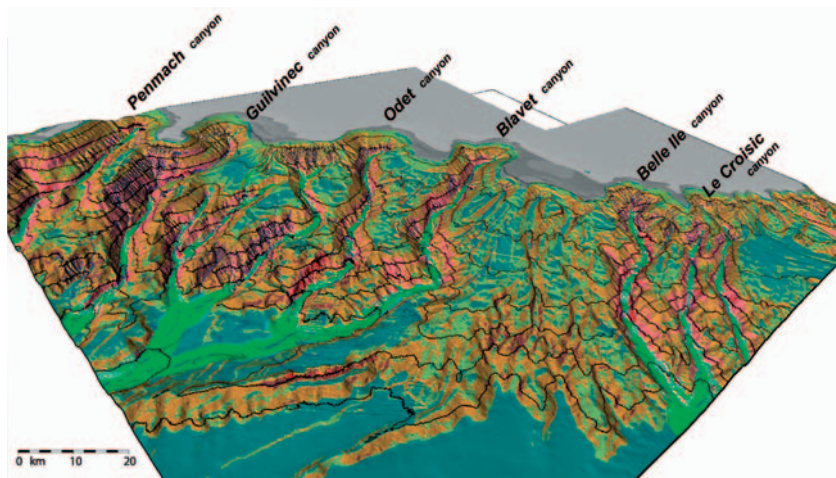 Penmach canyon
Guilvinec canyon
Odet canyon
Blavet canyon
Belle Ile canyon
Le Croisic canyon
0 km 10 20